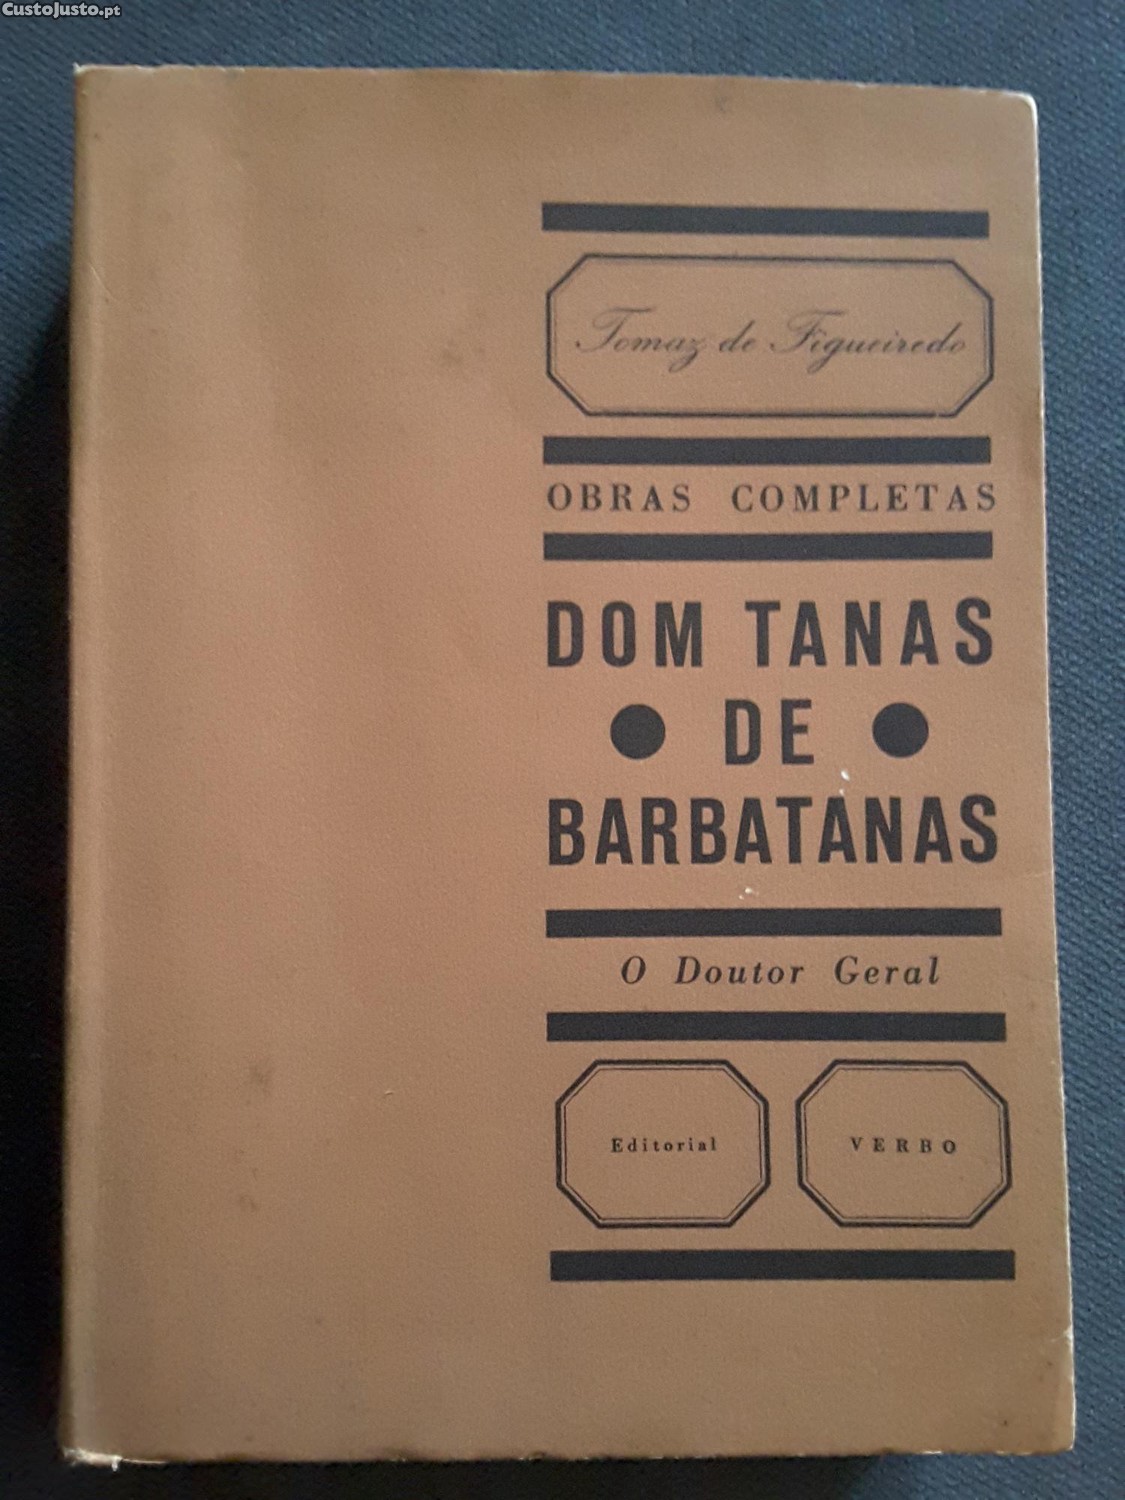 CustoJusto.pt
Tomaz de Figueiredo
OBRAS COMPLETAS
DOM TANAS
• DE •
BARBATANAS
O Doutor Geral
Editorial VERBO